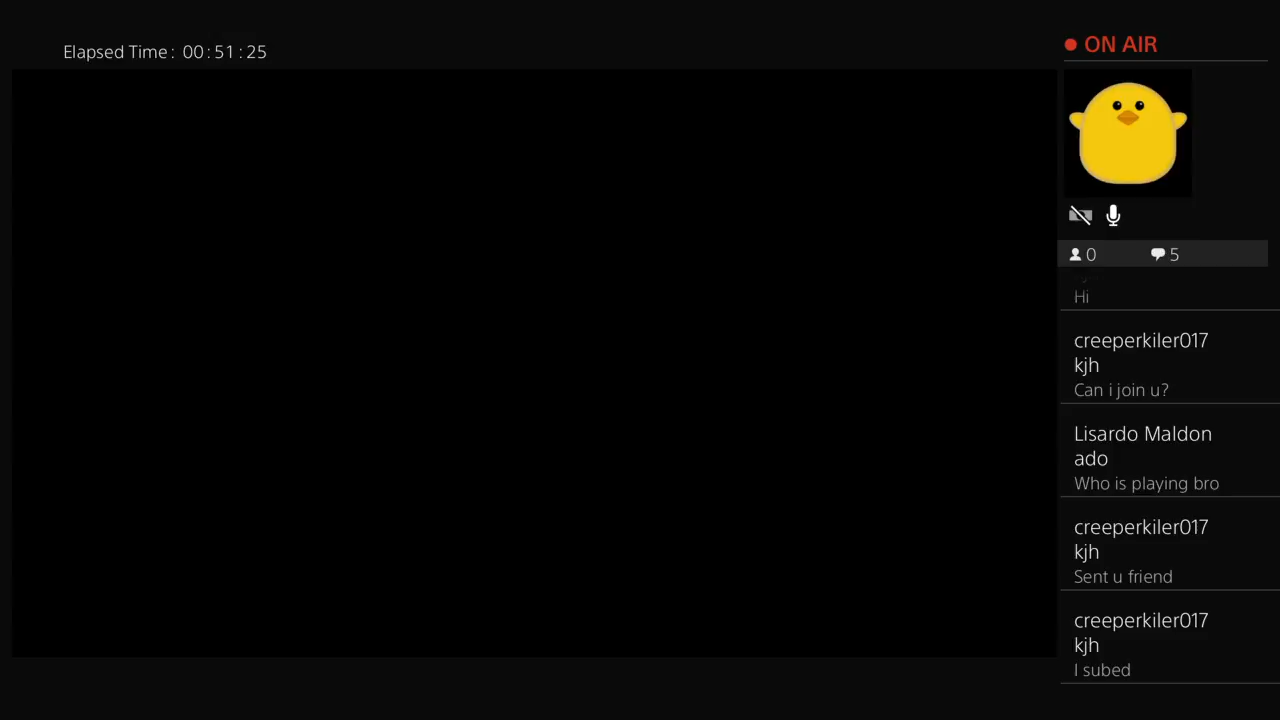 Elapsed Time: 00:51:25
ON AIR
0 5
Hi
creeperkiler017
kjh
Can i join u?
Lisardo Maldon
ado
Who is playing bro
creeperkiler017
kjh
Sent u friend
creeperkiler017
kjh
I subed